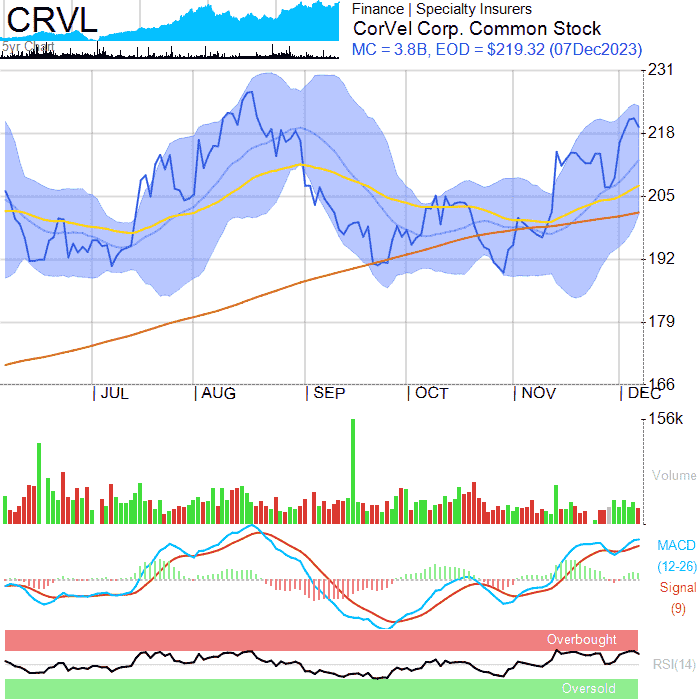 CRVL
5yr Chart
Finance | Specialty Insurers
CorVel Corp. Common Stock
MC = 3.8B, EOD = $219.32 (07Dec2023)
231
218
205
192
179
166
JUL AUG SEP OCT NOV DEC
156k
Volume
MACD
(12-26)
Signal
(9)
Overbought
RSI(14)
Oversold